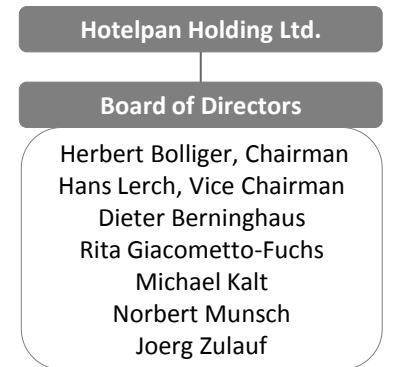 Hotelpan Holding Ltd.
Board of Directors
Herbert Bolliger, Chairman
Hans Lerch, Vice Chairman
Dieter Berninghaus
Rita Giacometto-Fuchs
Michael Kalt
Norbert Munsch
Joerg Zulauf